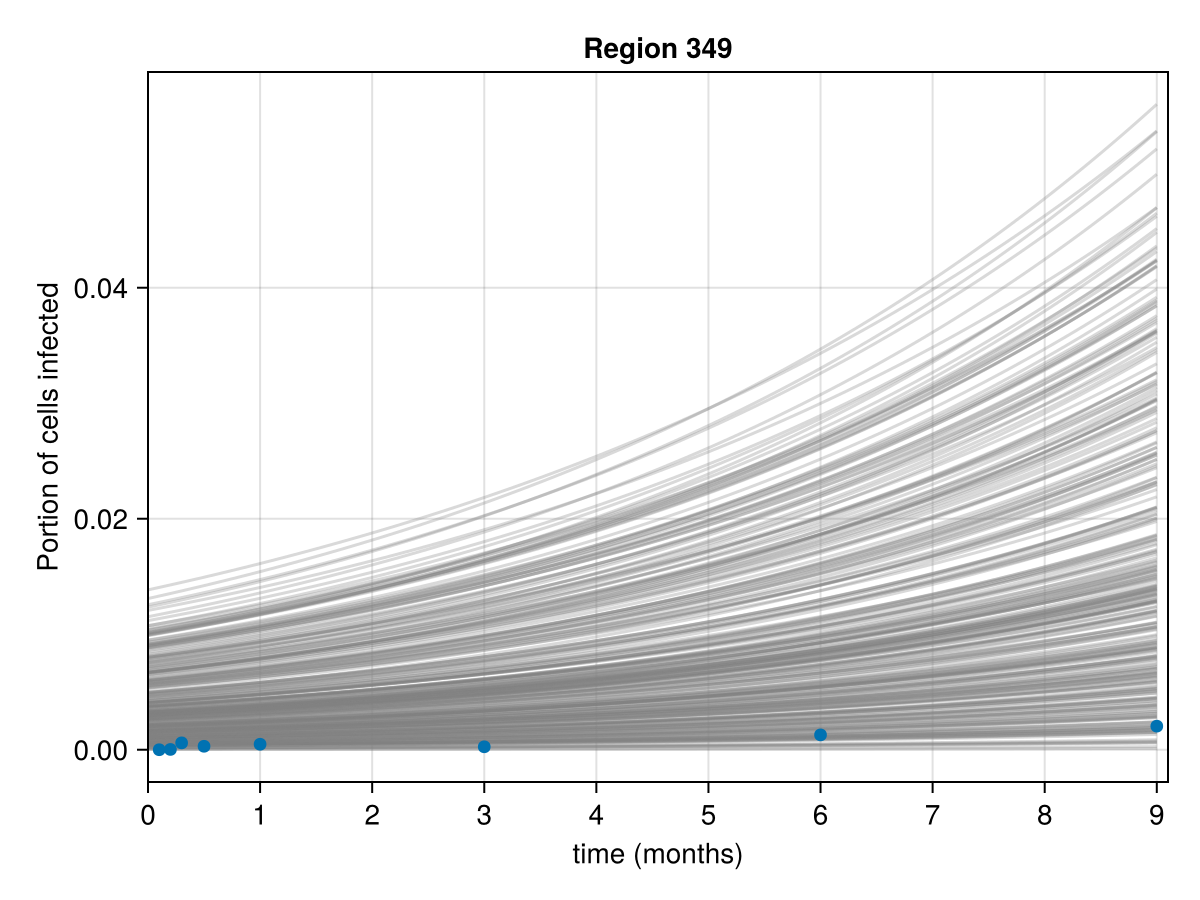 Region 349
Portion of cells infected
0.04
0.02
0.00
0 1 2 3 4 5 6 7 8 9
time (months)